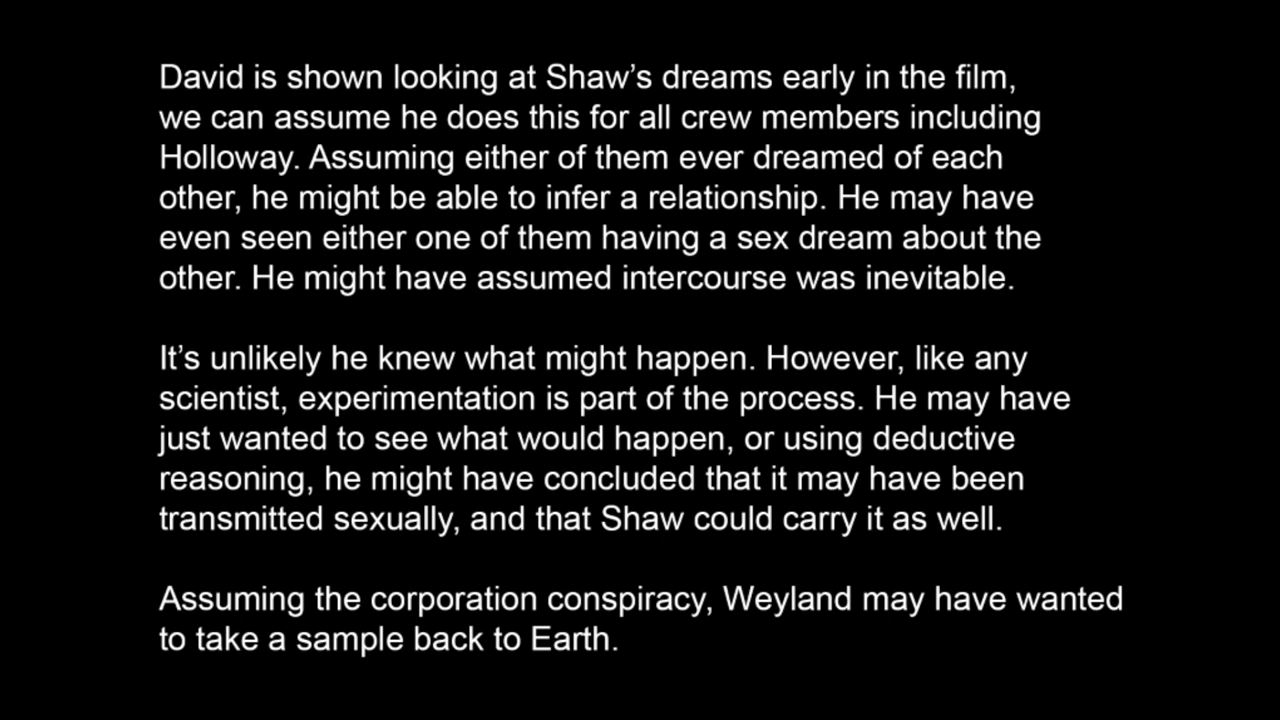 David is shown looking at Shaw’s dreams early in the film,
we can assume he does this for all crew members including
Holloway. Assuming either of them ever dreamed of each
other, he might be able to infer a relationship. He may have
even seen either one of them having a sex dream about the
other. He might have assumed intercourse was inevitable.
It’s unlikely he knew what might happen. However, like any
scientist, experimentation is part of the process. He may have
just wanted to see what would happen, or using deductive
reasoning, he might have concluded that it may have been
transmitted sexually, and that Shaw could carry it as well.
Assuming the corporation conspiracy, Weyland may have wanted
to take a sample back to Earth.